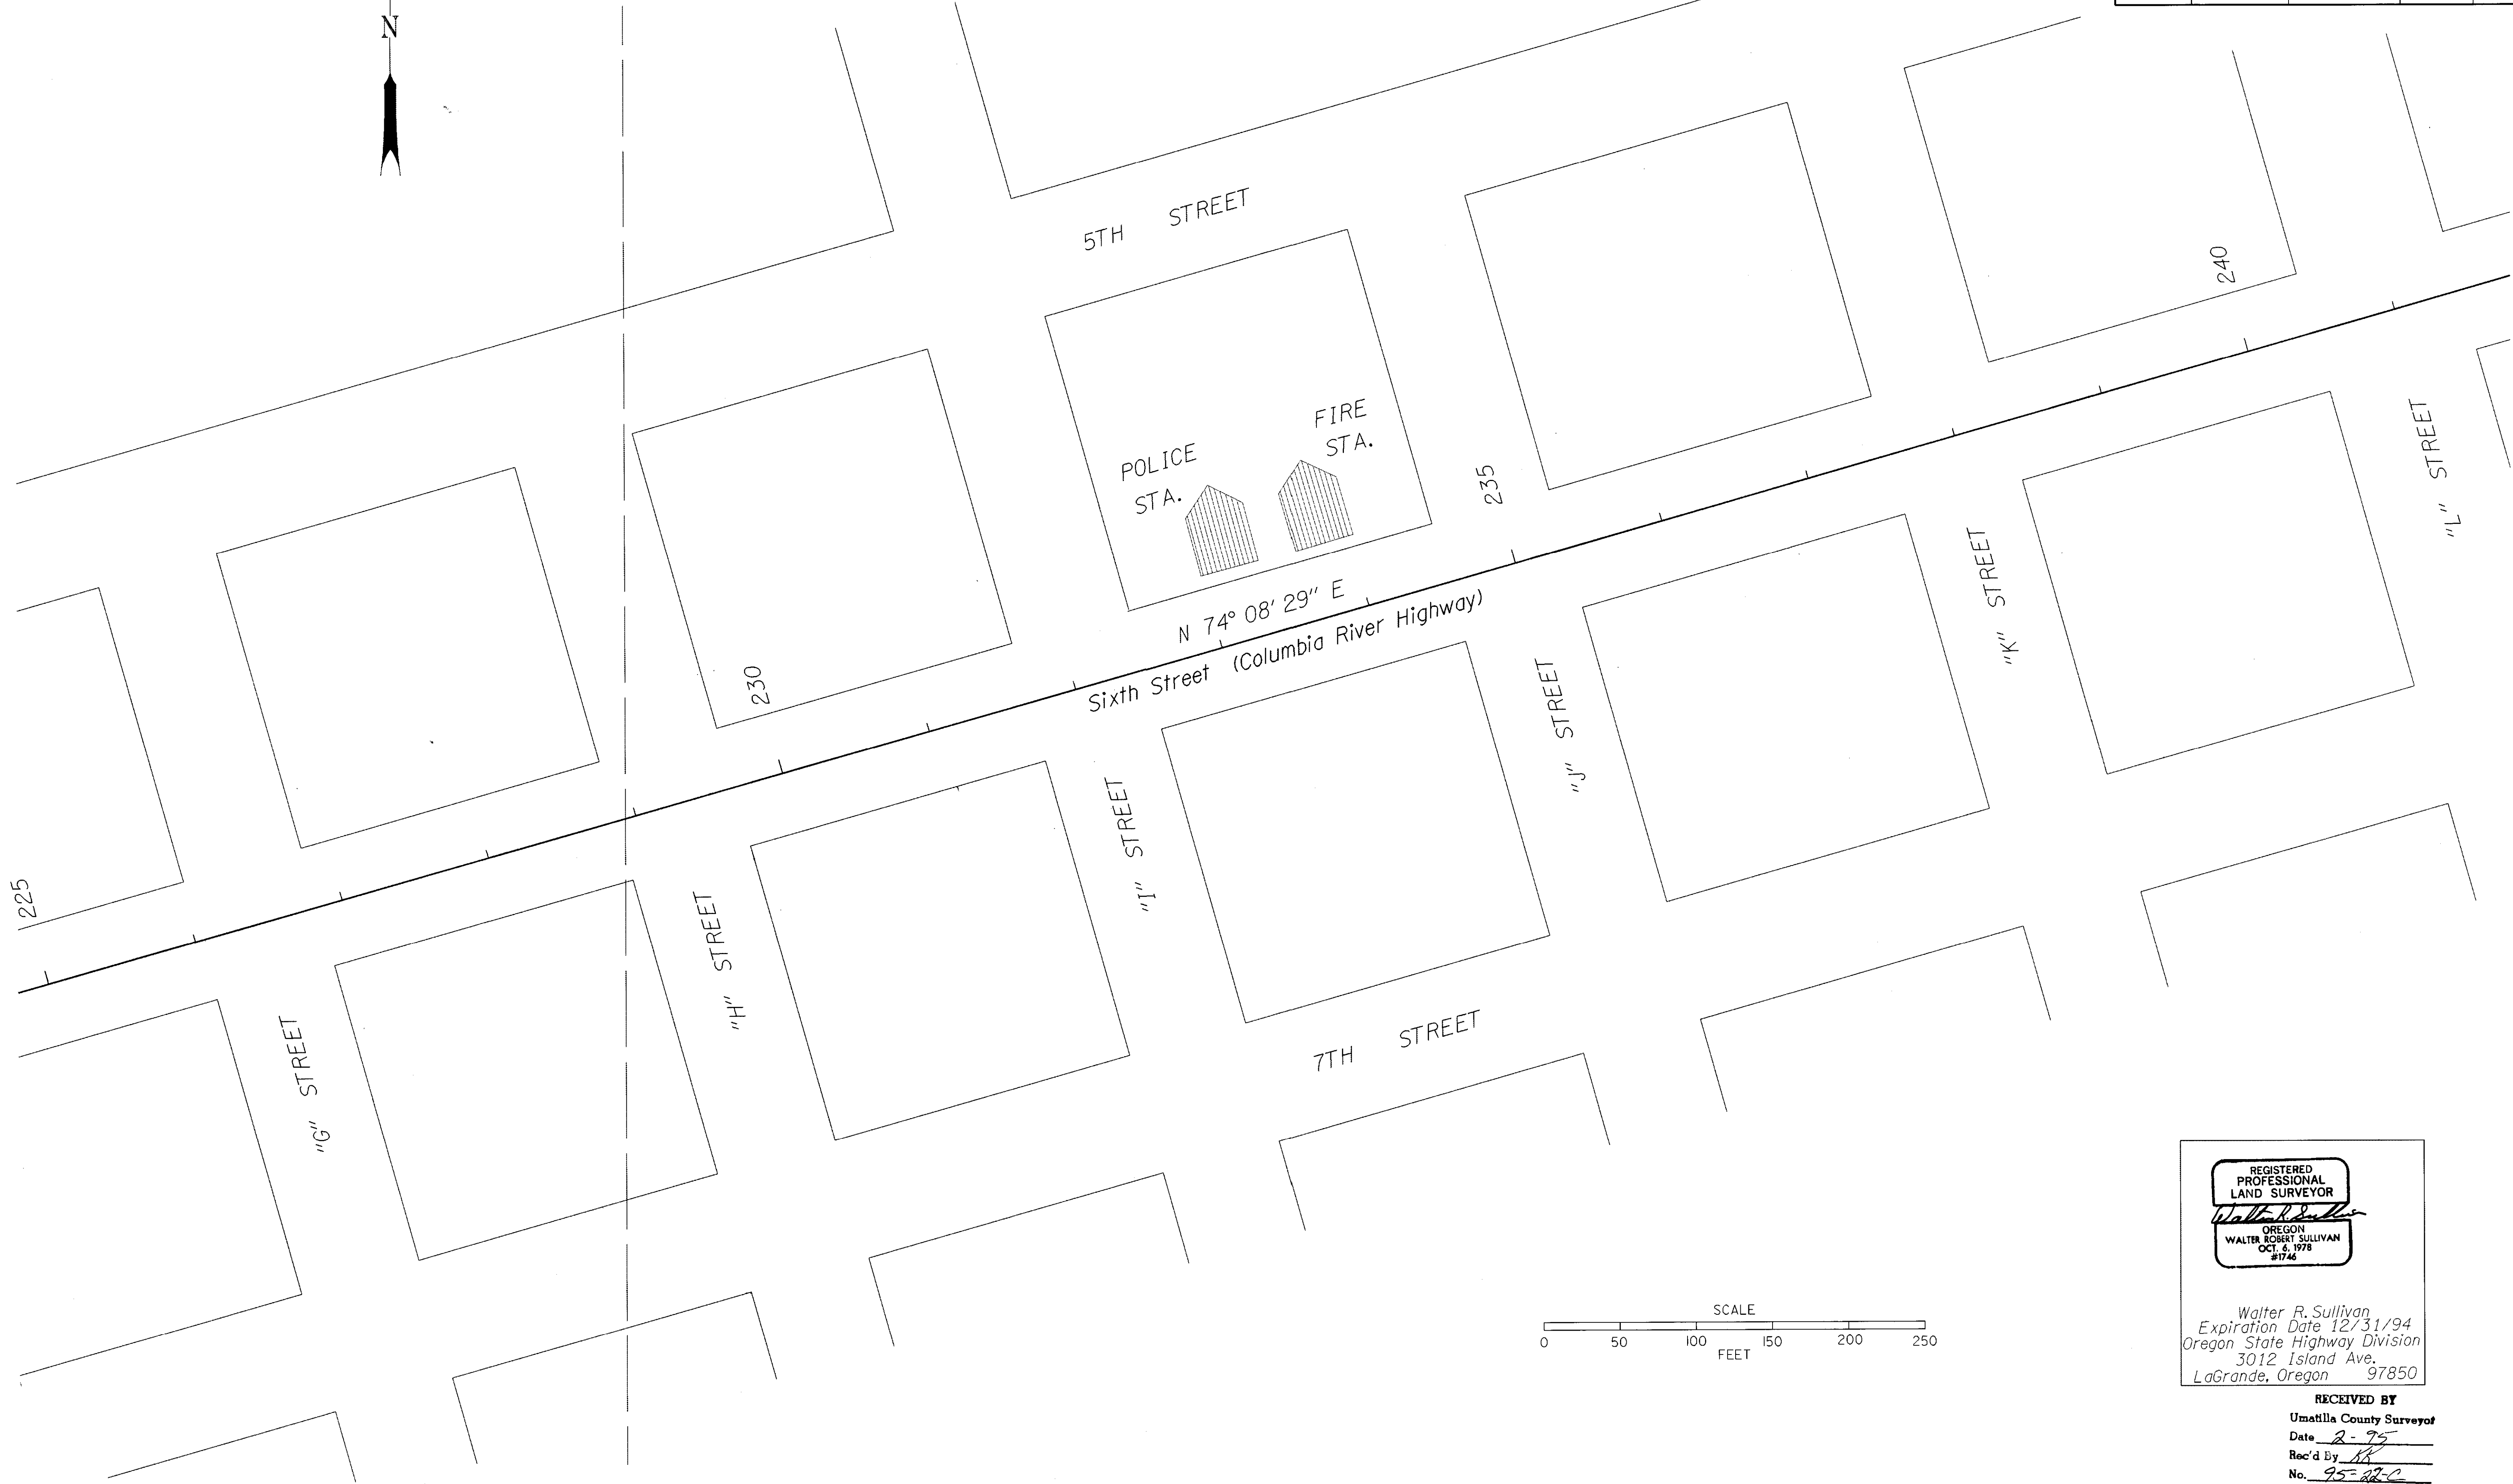 N
5TH STREET
240
FIRE
STA.
POLICE
STA.
235
"L" STREET
N 74° 08' 29" E
Sixth Street (Columbia River Highway)
"K" STREET
230
"J" STREET
"I" STREET
225
"H" STREET
"G" STREET
7TH STREET
REGISTERED
PROFESSIONAL
LAND SURVEYOR
Walter R. Sullivan
OREGON
WALTER ROBERT SULLIVAN
OCT. 6, 1978
#1746
SCALE
0 50 100 150 200 250
FEET
Walter R. Sullivan
Expiration Date 12/31/94
Oregon State Highway Division
3012 Island Ave.
LaGrande, Oregon 97850
RECEIVED BY
Umatilla County Surveyor
Date 2-95
Rec'd By KK
No. 95-22-C